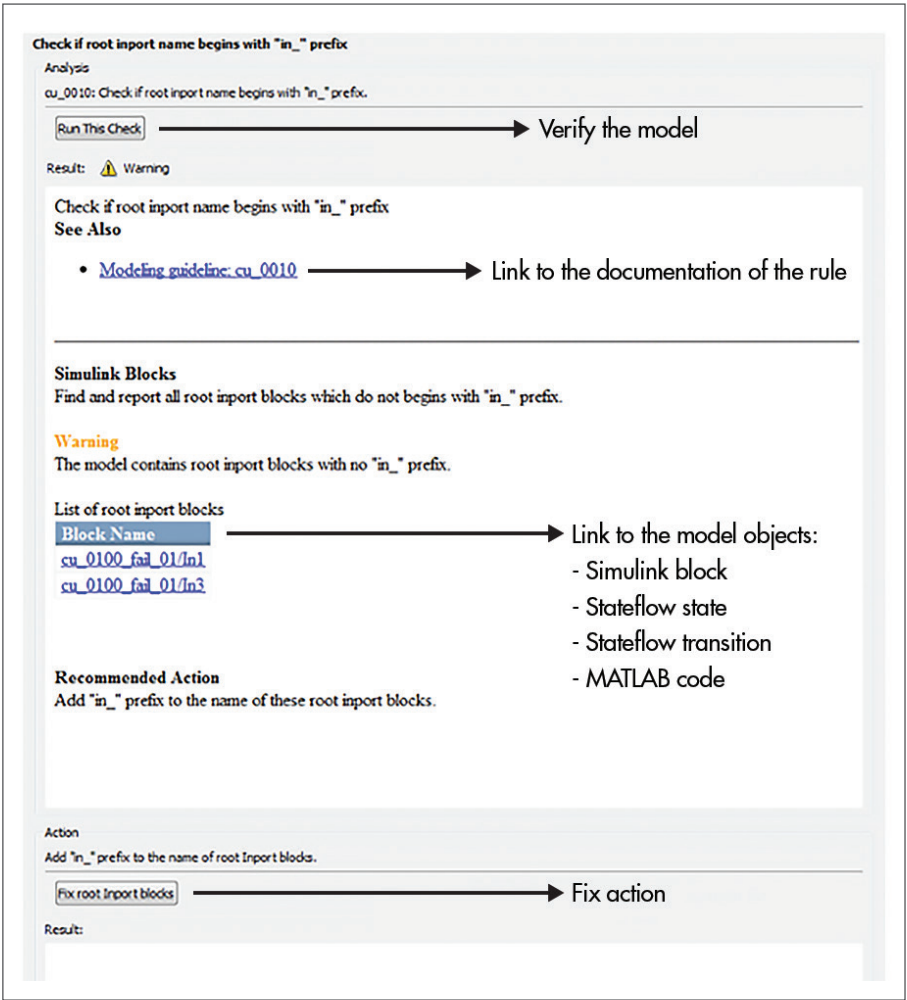 Check if root inport name begins with "in_" prefix
Analysis
cu_0010: Check if root inport name begins with "in_" prefix.
Run This Check
Verify the model
Result: Warning
Check if root inport name begins with "in_" prefix
See Also
• Modeling guideline: cu_0010
Link to the documentation of the rule
Simulink Blocks
Find and report all root inport blocks which do not begins with "in_" prefix.
Warning
The model contains root inport blocks with no "in_" prefix.
List of root inport blocks
Block Name
cu_0100_fail_01/In1
cu_0100_fail_01/In3
Link to the model objects:
- Simulink block
- Stateflow state
- Stateflow transition
- MATLAB code
Recommended Action
Add "in_" prefix to the name of these root inport blocks.
Action
Add "in_" prefix to the name of root Inport blocks.
Fix root Inport blocks
Fix action
Result: